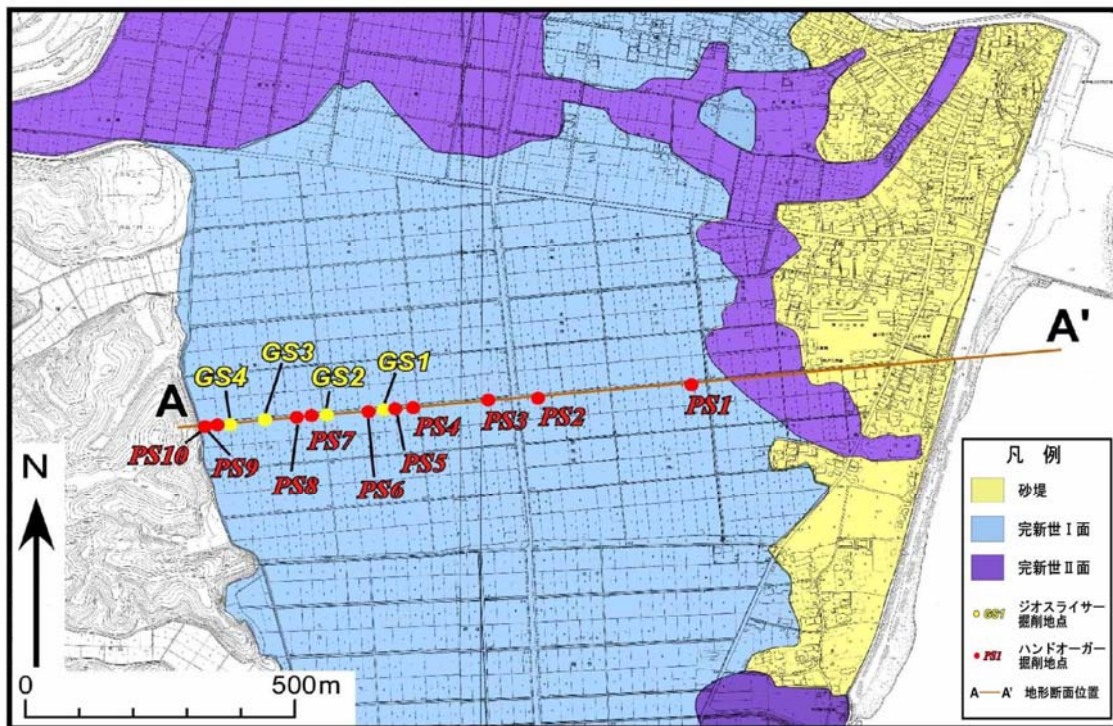 GS4
GS3
GS2
GS1
A
A'
PS10
PS9
PS8
PS7
PS6
PS5
PS4
PS3
PS2
PS1
N
0
500m
凡 例
砂堤
完新世Ⅰ面
完新世Ⅱ面
GS1 ジオスライサー
掘削地点
PS1 ハンドオーガー
掘削地点
A A' 地形断面位置